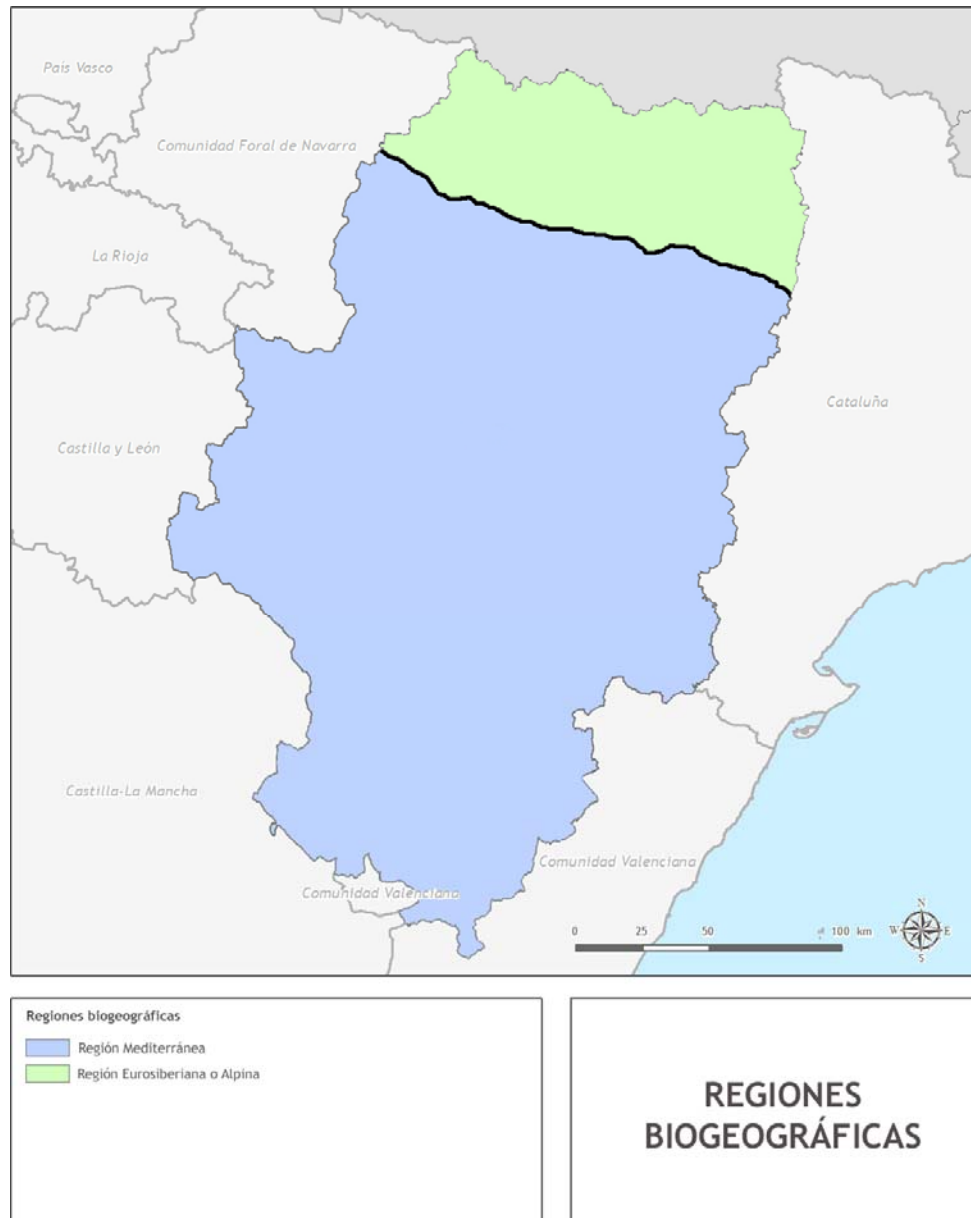 País Vasco
Comunidad Foral de Navarra
La Rioja
Cataluña
Castilla y León
Castilla-La Mancha
Comunidad Valenciana
Comunidad Valenciana
N
W E
S
0 25 50 100 km
Regiones biogeográficas
Región Mediterránea
Región Eurosiberiana o Alpina
REGIONES
BIOGEOGRÁFICAS